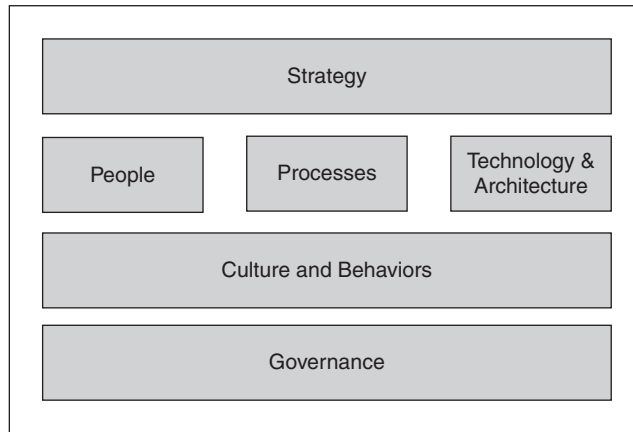 Strategy
People
Processes
Technology &
Architecture
Culture and Behaviors
Governance